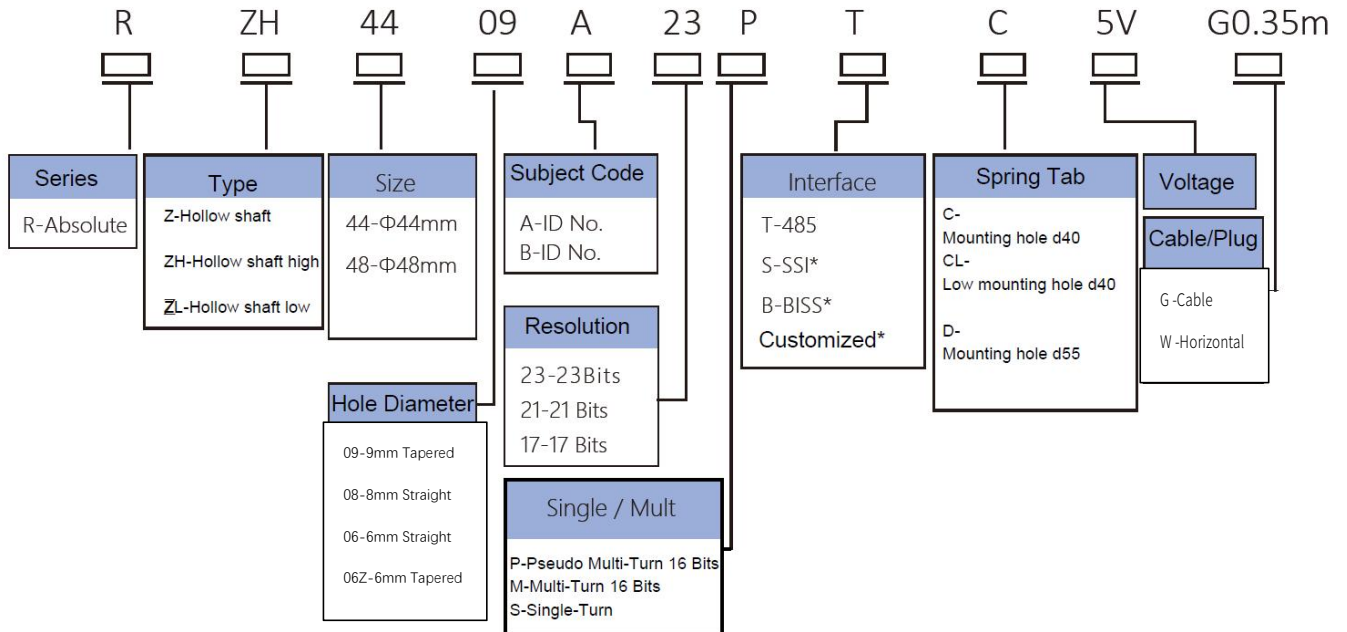 R ZH 44 09 A 23 P T C 5V G0.35m
Series
R-Absolute
Type
Z-Hollow shaft
ZH-Hollow shaft high
ZL-Hollow shaft low
Size
44-Φ44mm
48-Φ48mm
Hole Diameter
09-9mm Tapered
08-8mm Straight
06-6mm Straight
06Z-6mm Tapered
Subject Code
A-ID No.
B-ID No.
Resolution
23-23Bits
21-21 Bits
17-17 Bits
Single / Mult
P-Pseudo Multi-Turn 16 Bits
M-Multi-Turn 16 Bits
S-Single-Turn
Interface
T-485
S-SSI*
B-BISS*
Customized*
Spring Tab
C-
Mounting hole d40
CL-
Low mounting hole d40
D-
Mounting hole d55
Voltage
Cable/Plug
G-Cable
W-Horizontal